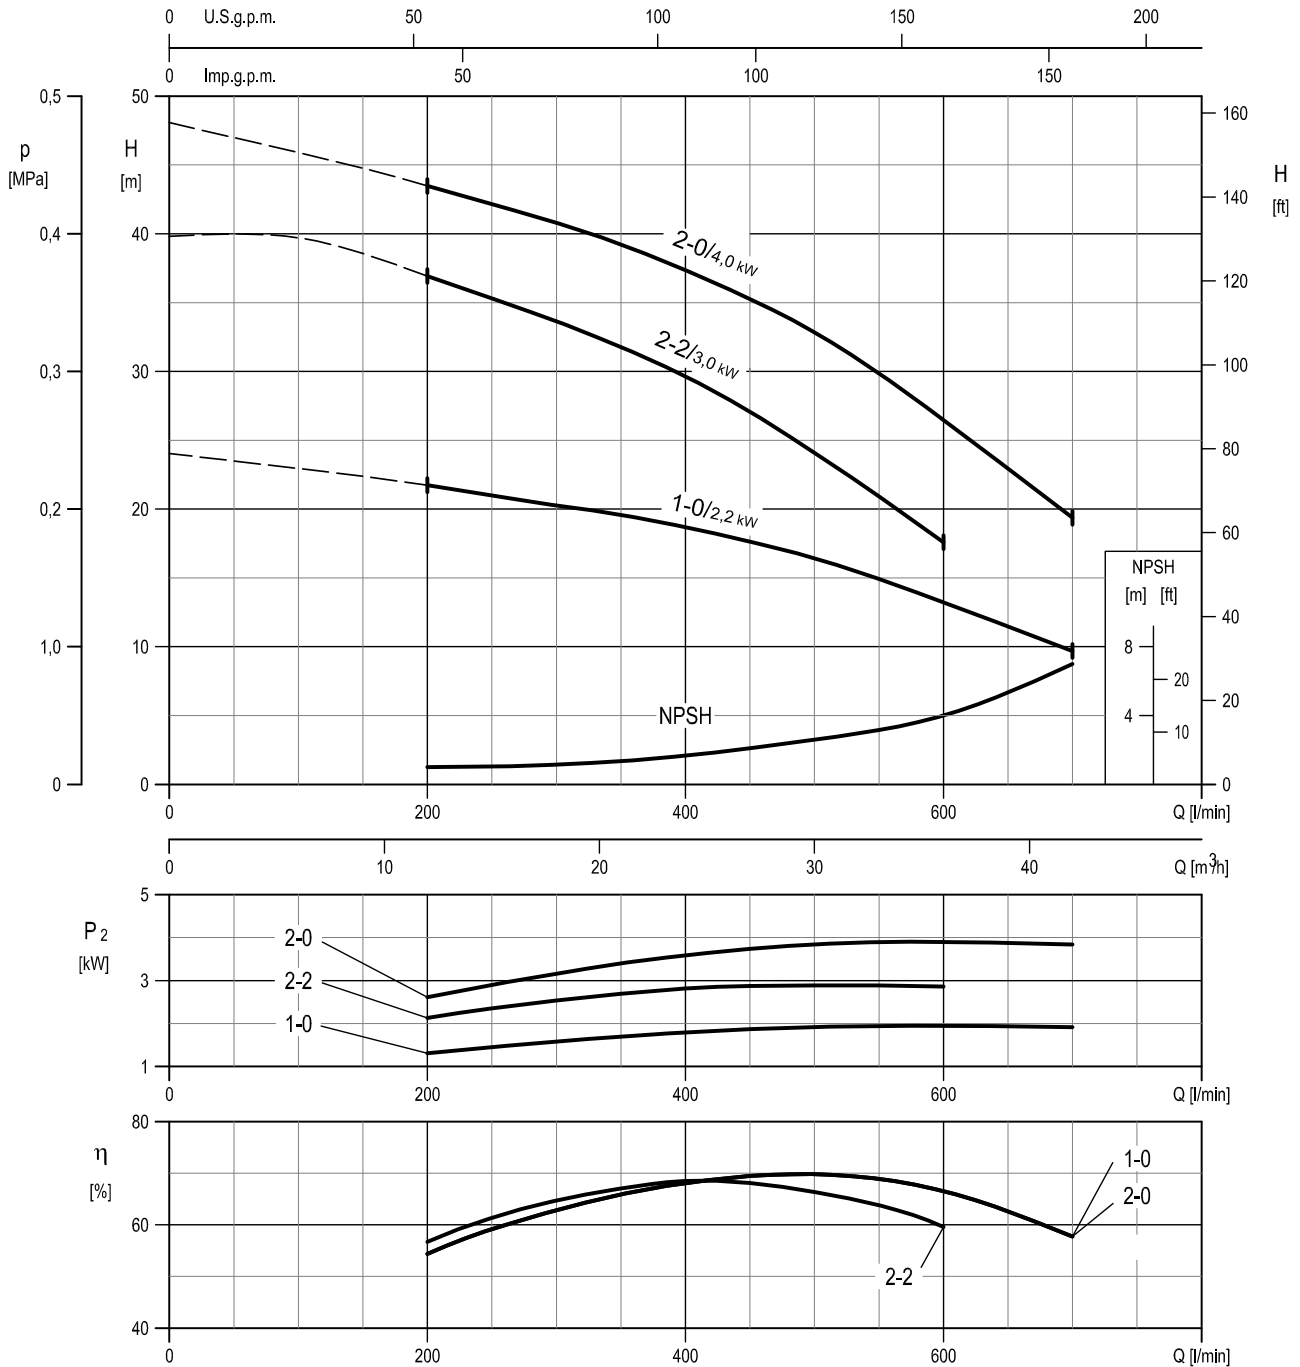 0 U.S.g.p.m. 50 100 150 200
0 Imp.g.p.m. 50 100 150
0,5 50 160
p H
[MPa] [m]
H
[ft]
140
0,4 40
2-0/4,0 kW
120
2-2/3,0 kW
0,3 30 100
80
0,2 20
1-0/2,2 kW
60
NPSH
[m] [ft]
40
1,0 10 8
20
NPSH 4 20
10
0 0 0
0 200 400 600 Q [l/min]
0 10 20 30 40 Q [m³/h]
5
P2
[kW]
2-0
3
2-2
1-0
1
0 200 400 600 Q [l/min]
80
η
[%]
1-0
2-0
60
2-2
40
0 200 400 600 Q [l/min]